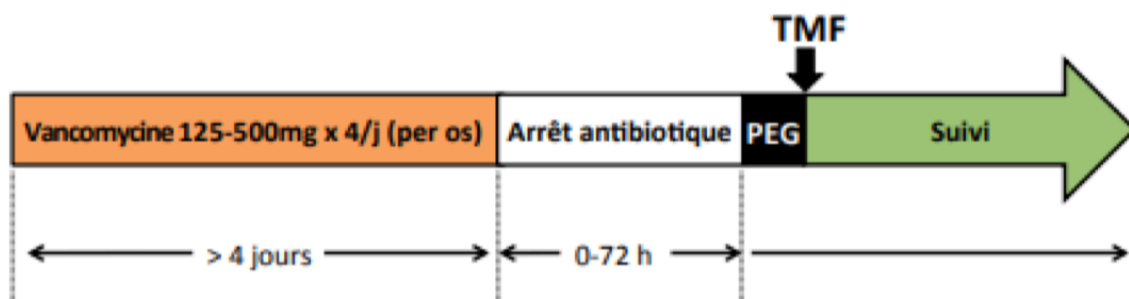 TMF
Vancomycine 125-500mg x 4/j (per os)
Arrêt antibiotique
PEG
Suivi
> 4 jours
0-72 h